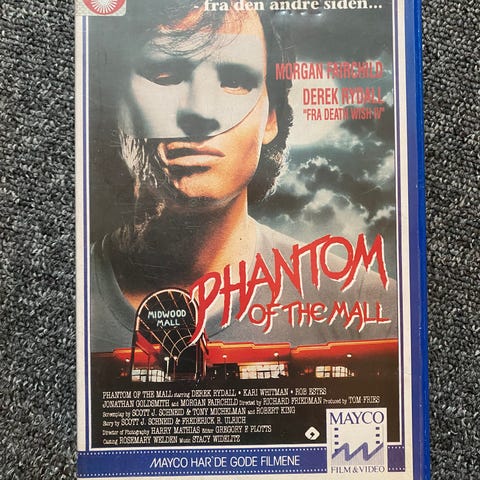 - fra den andre siden...
MORGAN FAIRCHILD
DEREK RYDALL
"FRA DEATH WISH IV"
PHANTOM
OF THE MALL
MIDWOOD
MALL
PHANTOM OF THE MALL starring DEREK RYDALL • KARI WHITMAN • ROB ESTES
JONATHAN GOLDSMITH and MORGAN FAIRCHILD Directed by RICHARD FRIEDMAN Produced by TOM FRIES
Screenplay by SCOTT J. SCHNEID & TONY MICHELMAN and ROBERT KING
Story by SCOTT J. SCHNEID & FREDERICK R. ULRICH
Director of Photography HARRY MATHIAS Editor GREGORY F. PLOTTS
Casting ROSEMARY WELDEN Music STACY WIDELITZ
MAYCO
FILM & VIDEO
MAYCO HAR'DE GODE FILMENE